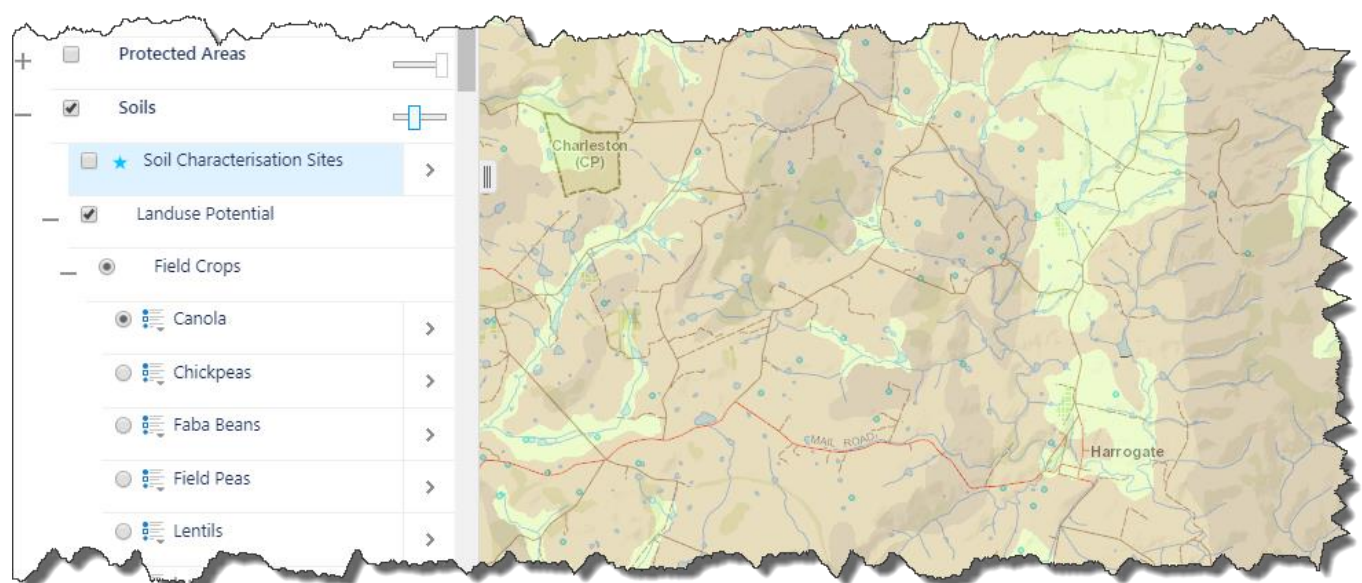 Protected Areas
Soils
Soil Characterisation Sites
Landuse Potential
Field Crops
Canola
Chickpeas
Faba Beans
Field Peas
Lentils
Charleston
(CP)
EMAIL ROAD
Harrogate